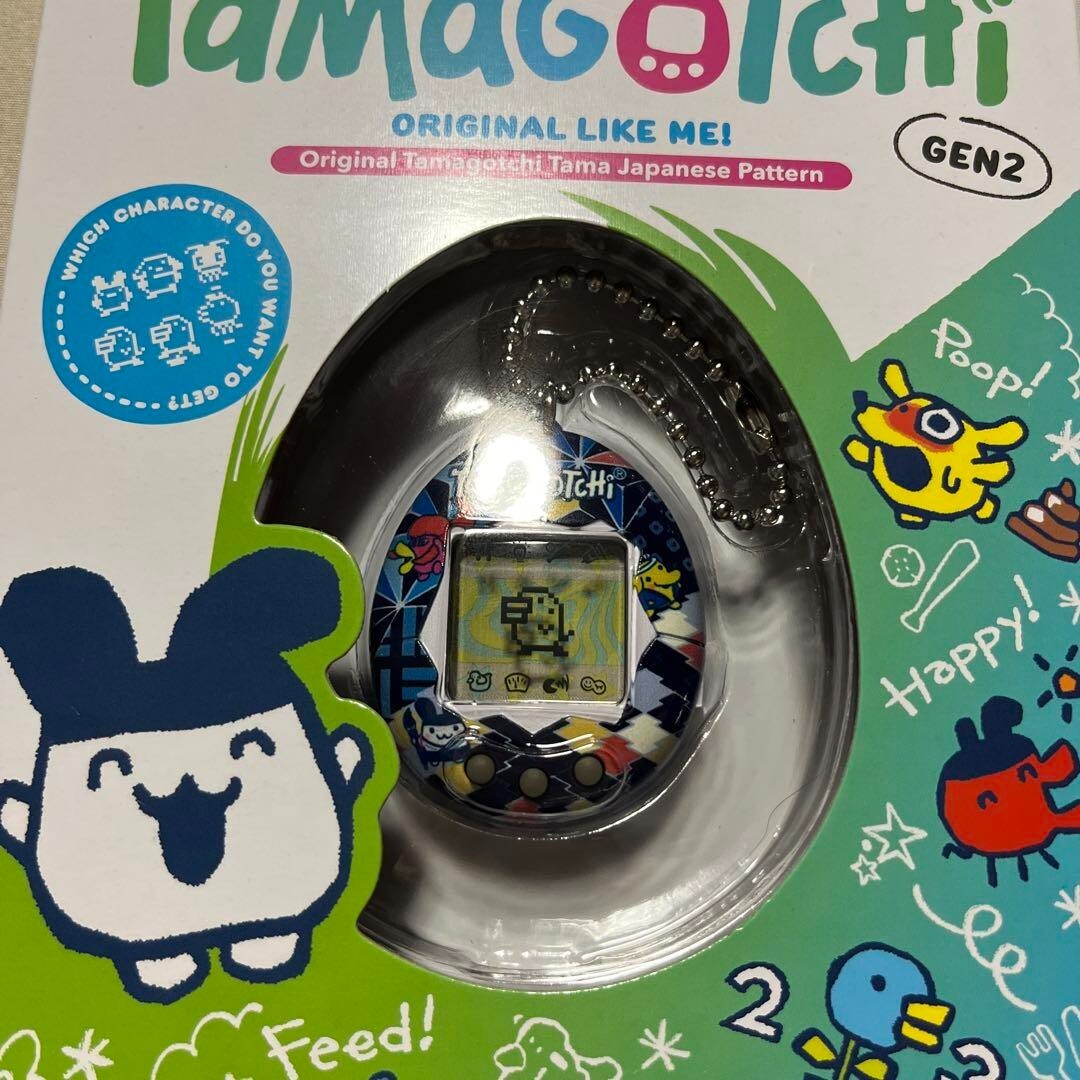 Tamagotchi
ORIGINAL LIKE ME!
Original Tamagotchi Tama Japanese Pattern
GEN2
WHICH CHARACTER DO YOU WANT TO GET?
TAMAGOTCHI®
Poop!
Happy!
Feed!
2